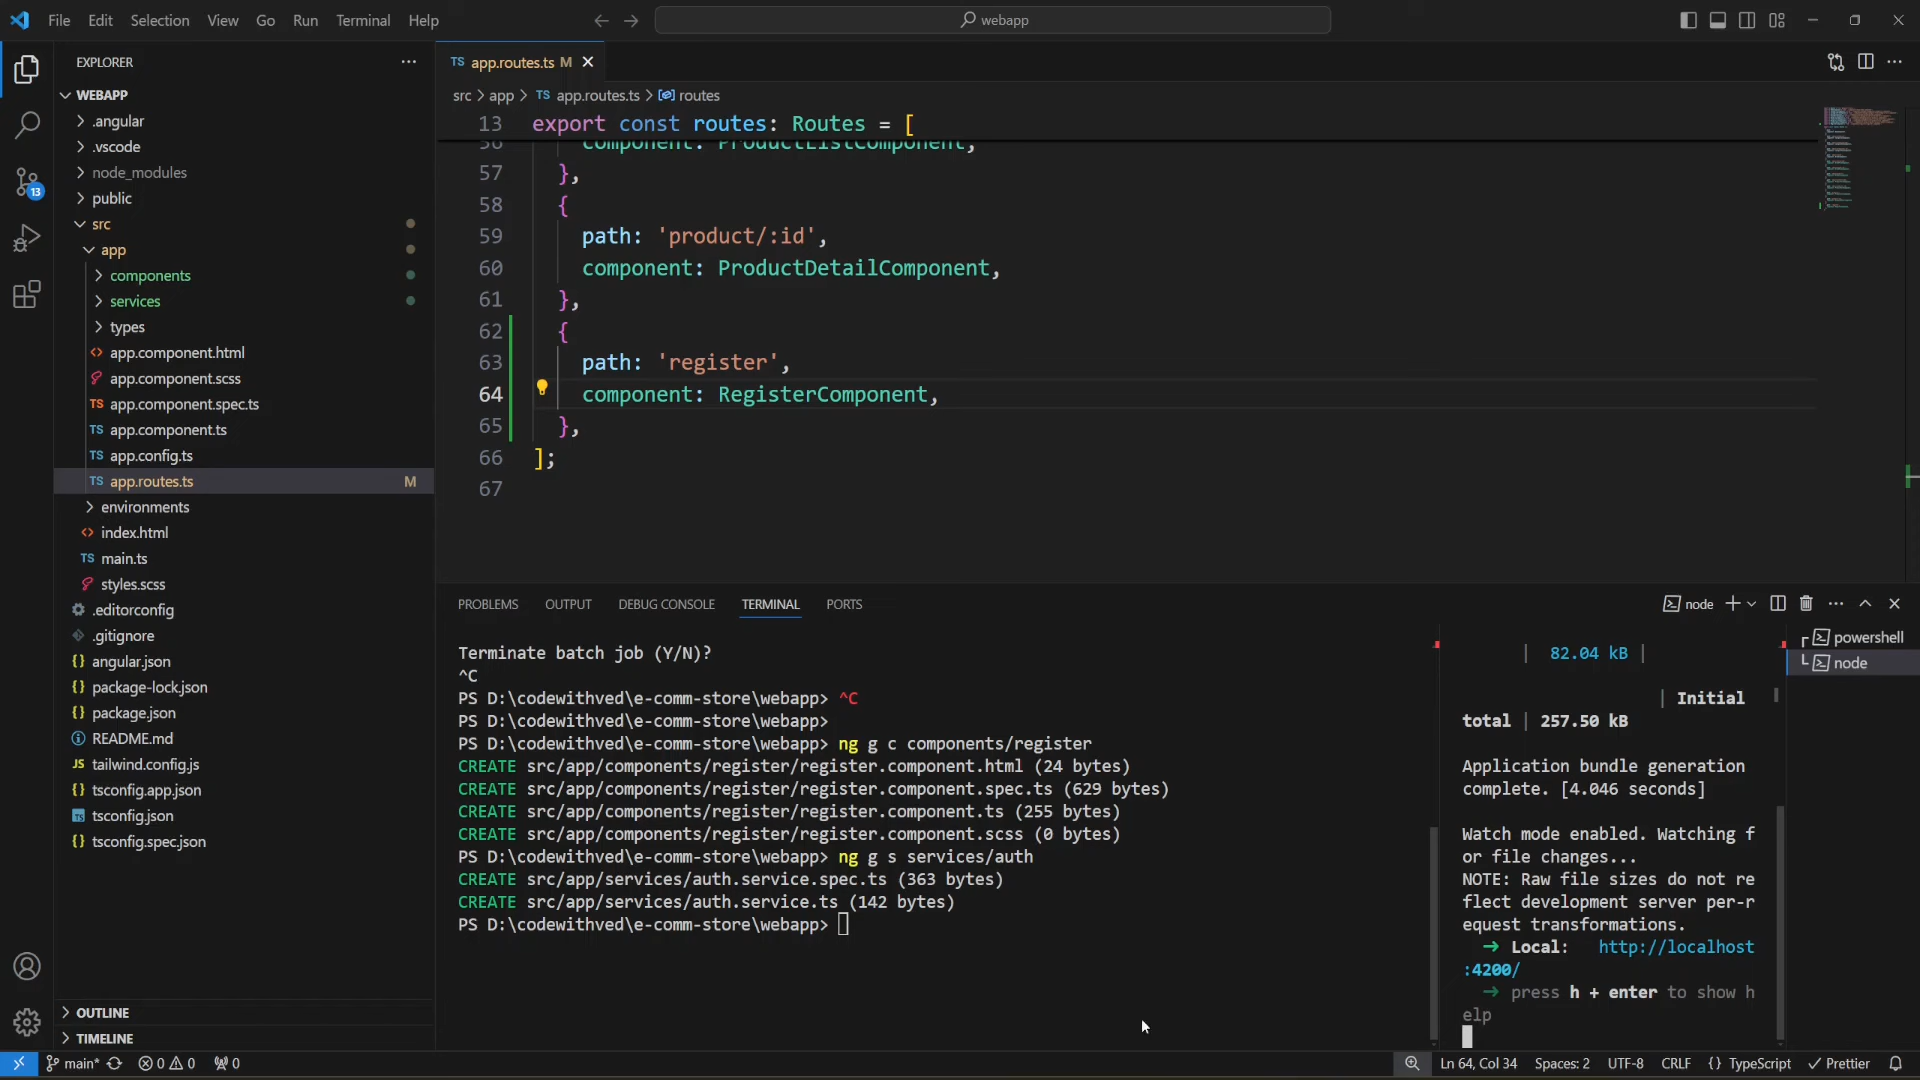 File Edit Selection View Go Run Terminal Help
webapp
EXPLORER
WEBAPP
.angular
.vscode
node_modules
public
src
app
components
services
types
app.component.html
app.component.scss
TS app.component.spec.ts
TS app.component.ts
TS app.config.ts
TS app.routes.ts M
environments
index.html
TS main.ts
styles.scss
.editorconfig
.gitignore
{} angular.json
{} package-lock.json
{} package.json
README.md
JS tailwind.config.js
{} tsconfig.app.json
tsconfig.json
{} tsconfig.spec.json
OUTLINE
TIMELINE
13
TS app.routes.ts M
src > app > TS app.routes.ts > routes
13 export const routes: Routes = [
56 component: ProductListComponent,
57 },
58 {
59 path: 'product/:id',
60 component: ProductDetailComponent,
61 },
62 {
63 path: 'register',
64 component: RegisterComponent,
65 },
66 ];
67
PROBLEMS OUTPUT DEBUG CONSOLE TERMINAL PORTS
node
Terminate batch job (Y/N)?
^C
PS D:\codewithved\e-comm-store\webapp> ^C
PS D:\codewithved\e-comm-store\webapp>
PS D:\codewithved\e-comm-store\webapp> ng g c components/register
CREATE src/app/components/register/register.component.html (24 bytes)
CREATE src/app/components/register/register.component.spec.ts (629 bytes)
CREATE src/app/components/register/register.component.ts (255 bytes)
CREATE src/app/components/register/register.component.scss (0 bytes)
PS D:\codewithved\e-comm-store\webapp> ng g s services/auth
CREATE src/app/services/auth.service.spec.ts (363 bytes)
CREATE src/app/services/auth.service.ts (142 bytes)
PS D:\codewithved\e-comm-store\webapp>
| 82.04 kB |
| Initial
total | 257.50 kB
Application bundle generation
complete. [4.046 seconds]
Watch mode enabled. Watching f
or file changes...
NOTE: Raw file sizes do not re
flect development server per-r
equest transformations.
➜ Local: http://localhost
:4200/
➜ press h + enter to show h
elp
powershell
node
main* 0 0 0
Ln 64, Col 34 Spaces: 2 UTF-8 CRLF {} TypeScript Prettier